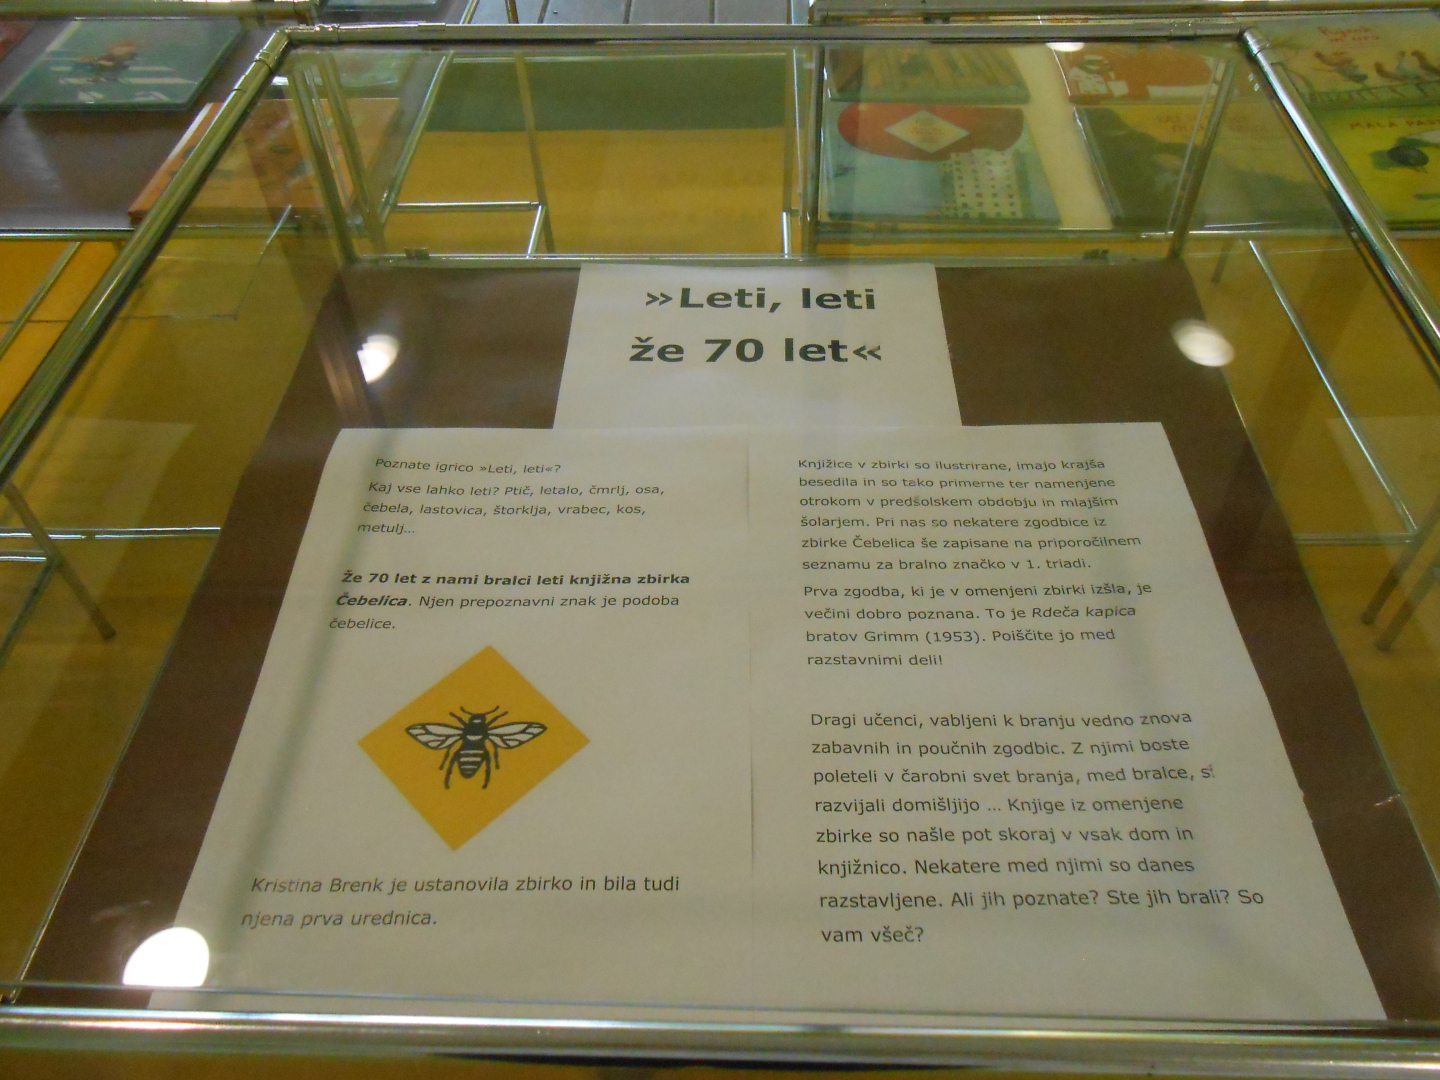 »Leti, leti
že 70 let«
Poznate igrico »Leti, leti«?
Kaj vse lahko leti? Ptič, letalo, čmrlj, osa,
čebela, lastovica, štorklja, vrabec, kos,
metulj...
Že 70 let z nami bralci leti knjižna zbirka
Čebelica. Njen prepoznavni znak je podoba
čebelice.
Kristina Brenk je ustanovila zbirko in bila tudi
njena prva urednica.
Knjižice v zbirki so ilustrirane, imajo krajša
besedila in so tako primerne ter namenjene
otrokom v predšolskem obdobju in mlajšim
šolarjem. Pri nas so nekatere zgodbice iz
zbirke Čebelica še zapisane na priporočilnem
seznamu za bralno značko v 1. triadi.
Prva zgodba, ki je v omenjeni zbirki izšla, je
večini dobro poznana. To je Rdeča kapica
bratov Grimm (1953). Poiščite jo med
razstavnimi deli!
Dragi učenci, vabljeni k branju vedno znova
zabavnih in poučnih zgodbic. Z njimi boste
poleteli v čarobni svet branja, med bralce,
razvijali domišljijo ... Knjige iz omenjene
zbirke so našle pot skoraj v vsak dom in
knjižnico. Nekatere med njimi so danes
razstavljene. Ali jih poznate? Ste jih brali? So
vam všeč?